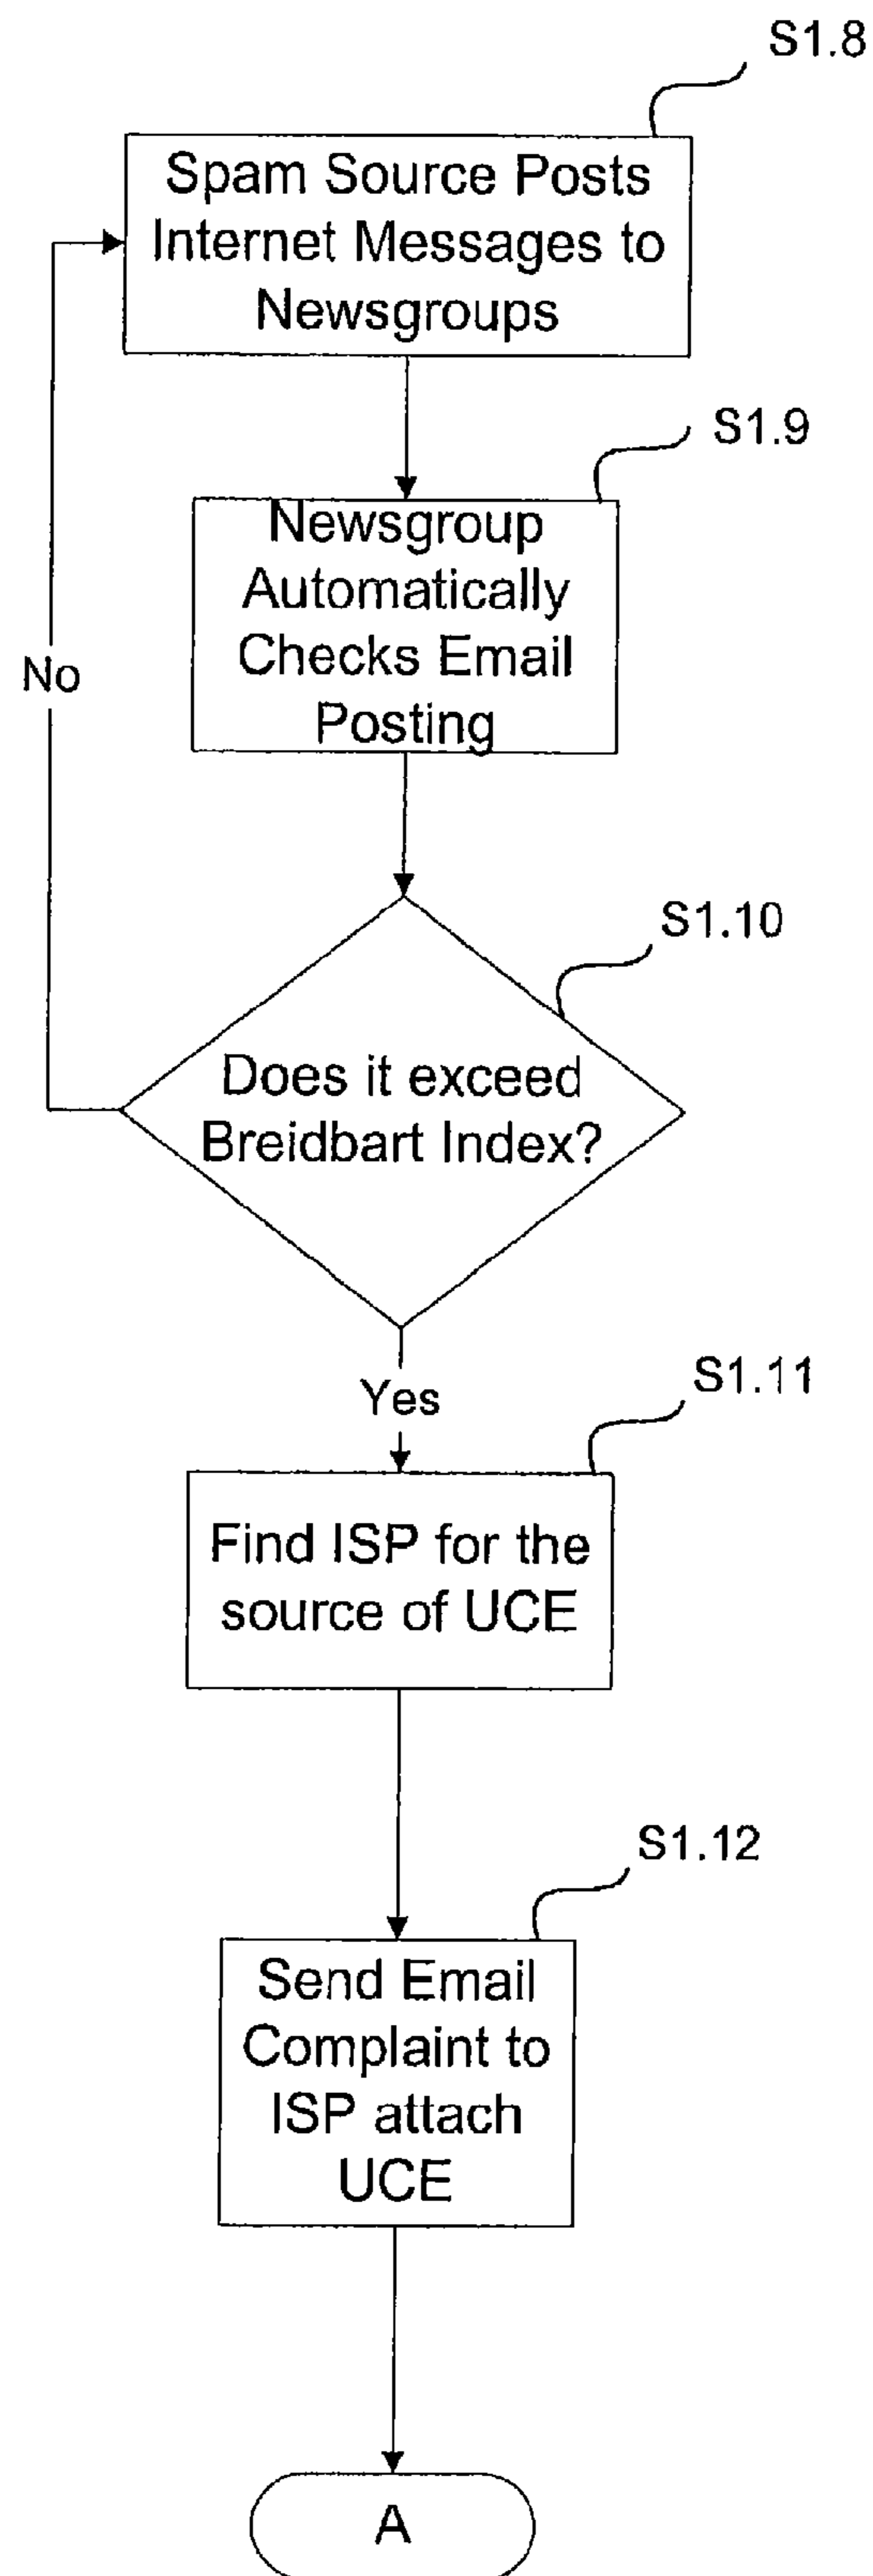 S1.8
Spam Source Posts
Internet Messages to
Newsgroups
S1.9
Newsgroup
Automatically
Checks Email
Posting
No
S1.10
Does it exceed
Breidbart Index?
Yes
S1.11
Find ISP for the
source of UCE
S1.12
Send Email
Complaint to
ISP attach
UCE
A